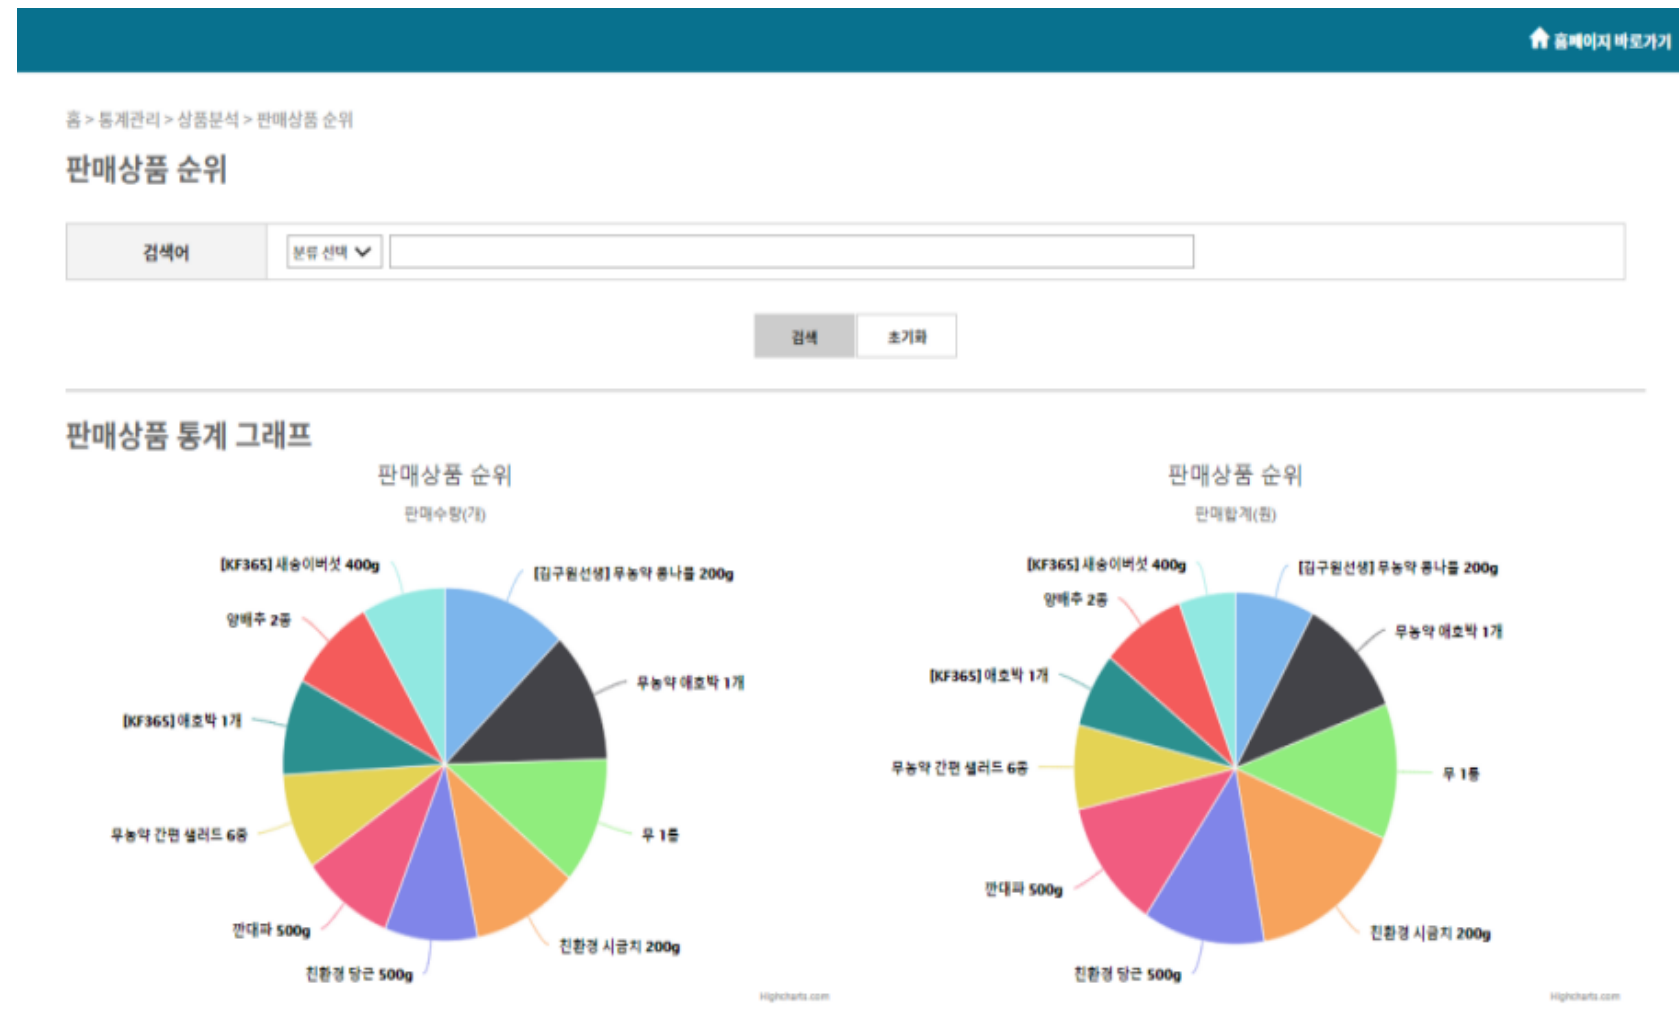 홈페이지 바로가기
홈 > 통계관리 > 상품분석 > 판매상품 순위
판매상품 순위
검색어
분류 선택
검색
초기화
판매상품 통계 그래프
판매상품 순위
판매수량(개)
[KF365] 새송이버섯 400g
[김구원선생] 무농약 콩나물 200g
양배추 2종
무농약 애호박 1개
[KF365] 애호박 1개
무농약 간편 샐러드 6종
무 1통
깐대파 500g
친환경 시금치 200g
친환경 당근 500g
Highcharts.com
판매상품 순위
판매합계(원)
[KF365] 새송이버섯 400g
[김구원선생] 무농약 콩나물 200g
양배추 2종
무농약 애호박 1개
[KF365] 애호박 1개
무농약 간편 샐러드 6종
무 1통
깐대파 500g
친환경 시금치 200g
친환경 당근 500g
Highcharts.com